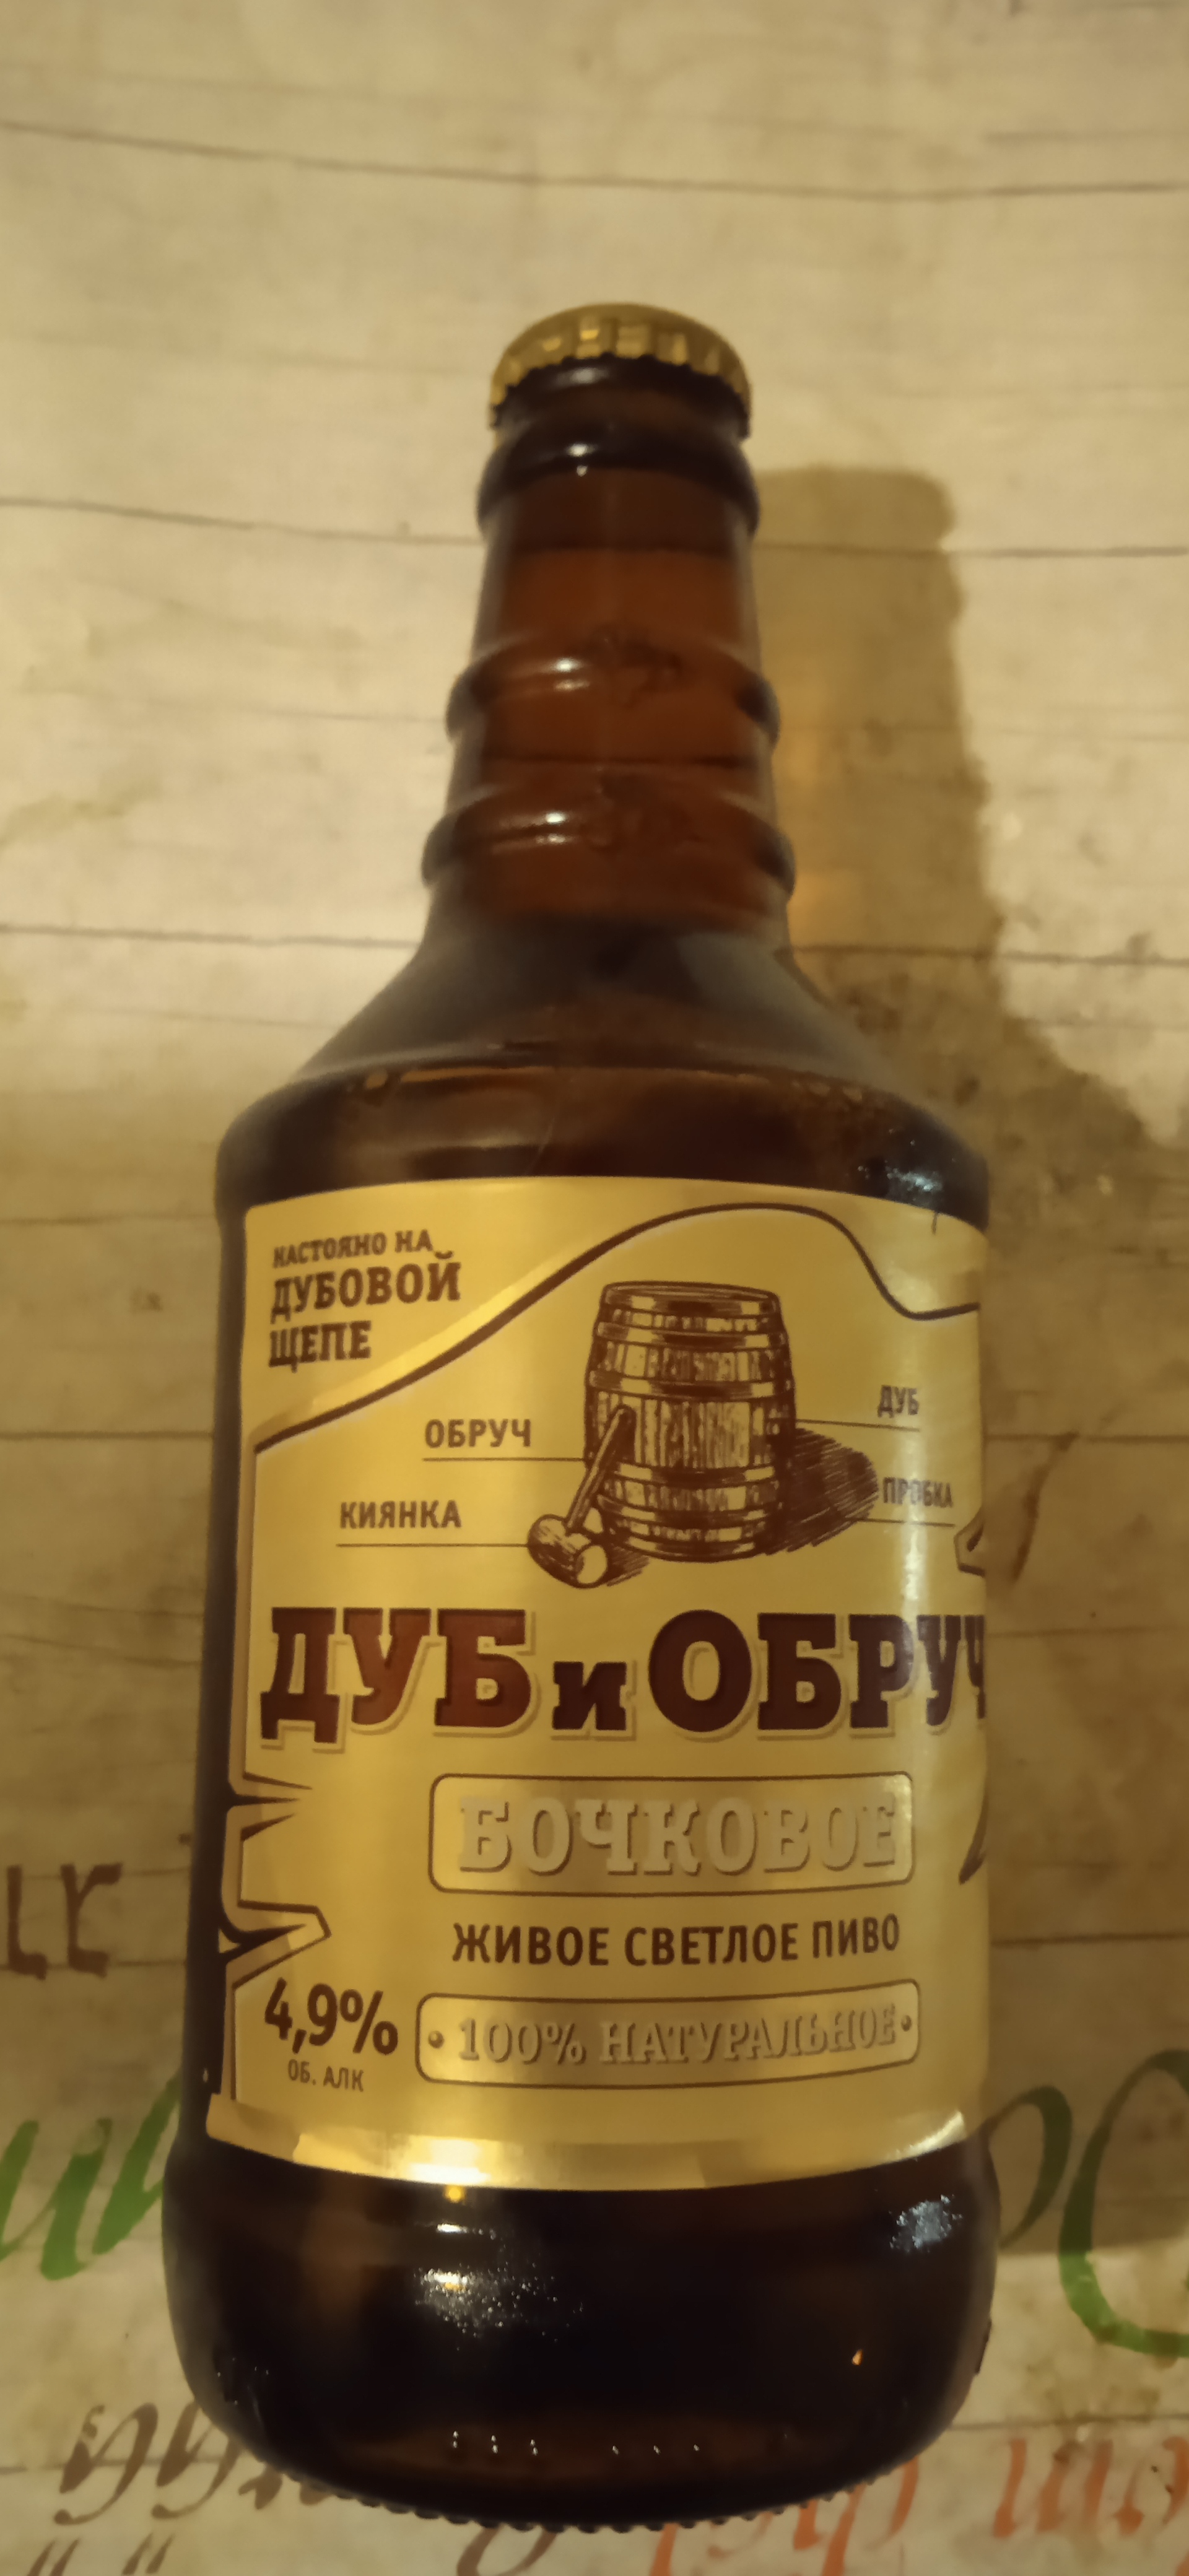 НАСТОЯНО НА
ДУБОВОЙ
ЩЕПЕ
ОБРУЧ
ДУБ
КИЯНКА
ПРОБКА
ДУБ и ОБРУЧ
БОЧКОВОЕ
ЖИВОЕ СВЕТЛОЕ ПИВО
4,9%
ОБ. АЛК
100% НАТУРАЛЬНОЕ